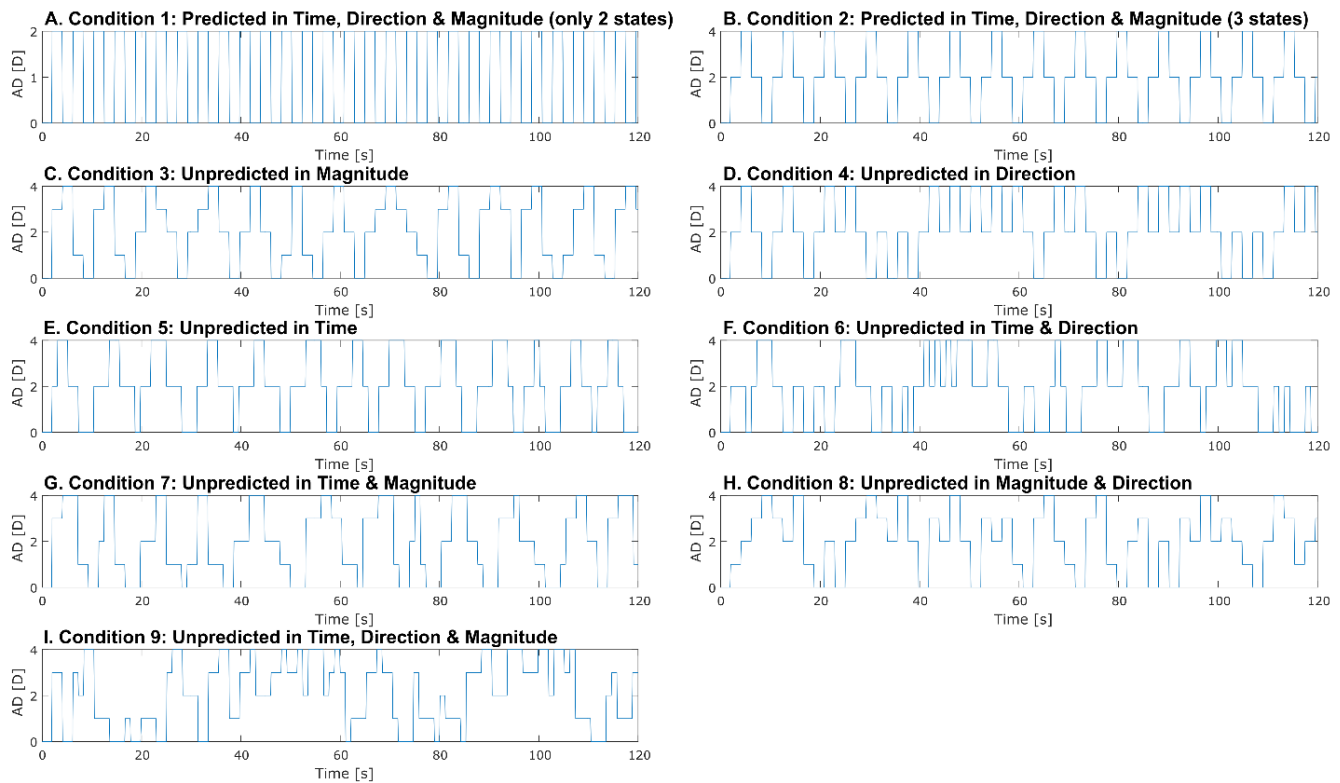 A. Condition 1: Predicted in Time, Direction & Magnitude (only 2 states)
AD [D]
2
1
0
0 20 40 60 80 100 120
Time [s]
B. Condition 2: Predicted in Time, Direction & Magnitude (3 states)
AD [D]
4
2
0
0 20 40 60 80 100 120
Time [s]
C. Condition 3: Unpredicted in Magnitude
AD [D]
4
2
0
0 20 40 60 80 100 120
Time [s]
D. Condition 4: Unpredicted in Direction
AD [D]
4
2
0
0 20 40 60 80 100 120
Time [s]
E. Condition 5: Unpredicted in Time
AD [D]
4
2
0
0 20 40 60 80 100 120
Time [s]
F. Condition 6: Unpredicted in Time & Direction
AD [D]
4
2
0
0 20 40 60 80 100 120
Time [s]
G. Condition 7: Unpredicted in Time & Magnitude
AD [D]
4
2
0
0 20 40 60 80 100 120
Time [s]
H. Condition 8: Unpredicted in Magnitude & Direction
AD [D]
4
2
0
0 20 40 60 80 100 120
Time [s]
I. Condition 9: Unpredicted in Time, Direction & Magnitude
AD [D]
4
2
0
0 20 40 60 80 100 120
Time [s]